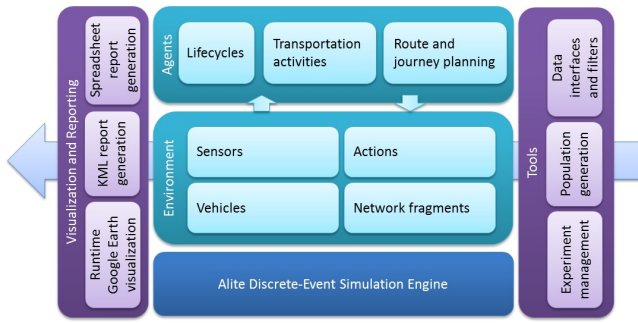 Visualization and Reporting
Spreadsheet
report
generation
KML report
generation
Runtime
Google Earth
visualization
Agents
Lifecycles
Transportation
activities
Route and
journey planning
Environment
Sensors
Actions
Vehicles
Network fragments
Alite Discrete-Event Simulation Engine
Tools
Data
interfaces
and filters
Population
generation
Experiment
management